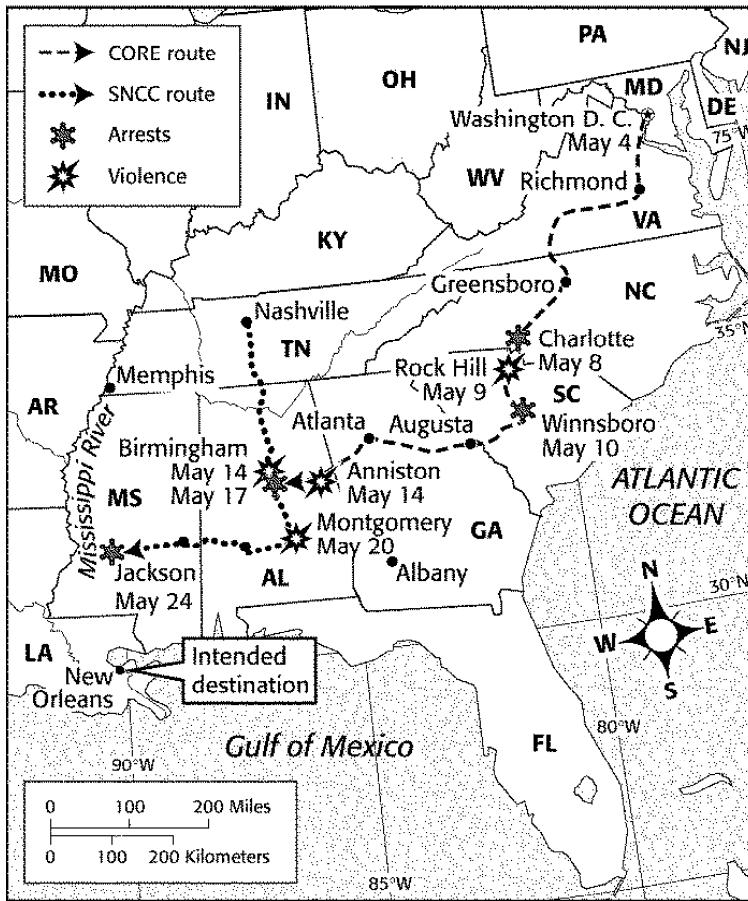 CORE route
SNCC route
Arrests
Violence
PA
NJ
OH
IN
MD
DE
Washington D. C.
May 4
75°W
WV
Richmond
VA
KY
MO
Greensboro
NC
Nashville
35°N
TN
Charlotte
May 8
Rock Hill
May 9
SC
Memphis
AR
Winnsboro
May 10
Atlanta
Augusta
Birmingham
May 14
May 17
Anniston
May 14
ATLANTIC
OCEAN
MS
Mississippi River
Montgomery
May 20
GA
Jackson
May 24
AL
Albany
30°N
N
W
E
S
LA
New
Orleans
Intended
destination
80°W
Gulf of Mexico
FL
90°W
0 100 200 Miles
0 100 200 Kilometers
85°W